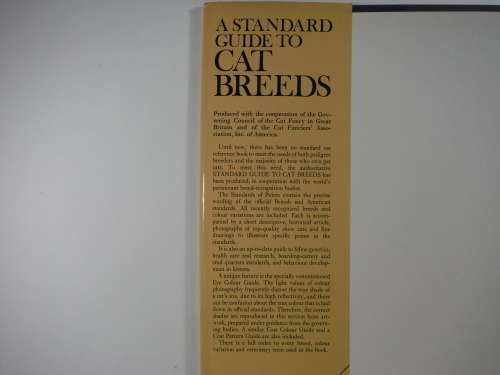 A STANDARD
GUIDE TO
CAT
BREEDS
Produced with the cooperation of the Gov-
erning Council of the Cat Fancy in Great
Britain and of the Cat Fanciers' Asso-
ciation, Inc. of America.
Until now, there has been no standard cat
reference book to meet the needs of both pedigree
breeders and the majority of those who own pet
cats. To meet this need, the authoritative
STANDARD GUIDE TO CAT BREEDS has
been produced, in cooperation with the world's
paramount breed-recognition bodies.
The Standards of Points contain the precise
wording of the official British and American
standards. All recently recognized breeds and
colour variations are included. Each is accom-
panied by a short descriptive, historical article,
photographs of top-quality show cats and fine
drawings to illustrate specific points in the
standards.
It is also an up-to-date guide to feline genetics,
health care and research, boarding-cattery and
stud quarters standards, and behaviour develop-
ment in kittens.
A unique feature is the specially commissioned
Eye Colour Guide. The light values of colour
photography frequently distort the true shade of
a cat's iris, due to its high reflectivity, and there
can be confusion about the true colour that is laid
down in official standards. Therefore, the correct
shades are reproduced in this section from art-
work, prepared under guidance from the govern-
ing bodies. A similar Coat Colour Guide and a
Coat Pattern Guide are also included.
There is a full index to every breed, colour
variation and veterinary term used in the book.